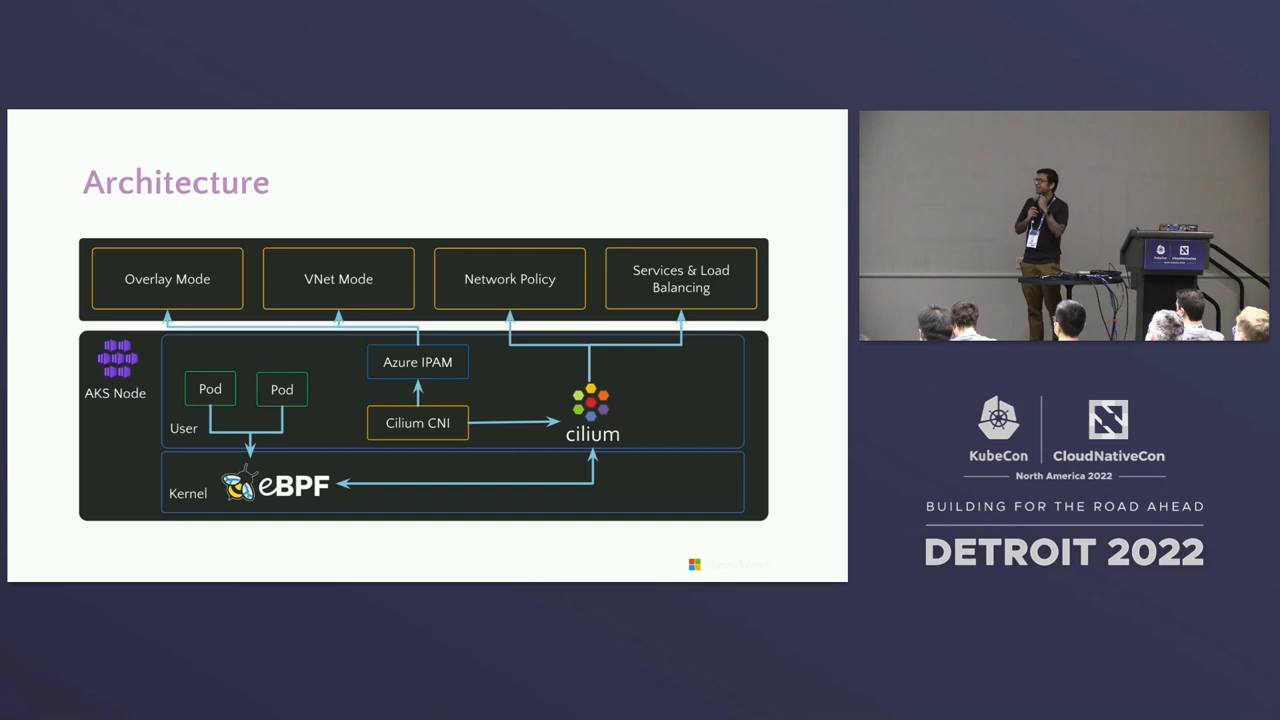 Architecture
Overlay Mode
VNet Mode
Network Policy
Services & Load
Balancing
AKS Node
Azure IPAM
Pod
Pod
Cilium CNI
User
cilium
Kernel
eBPF
KubeCon
CloudNativeCon
North America 2022
BUILDING FOR THE ROAD AHEAD
DETROIT 2022